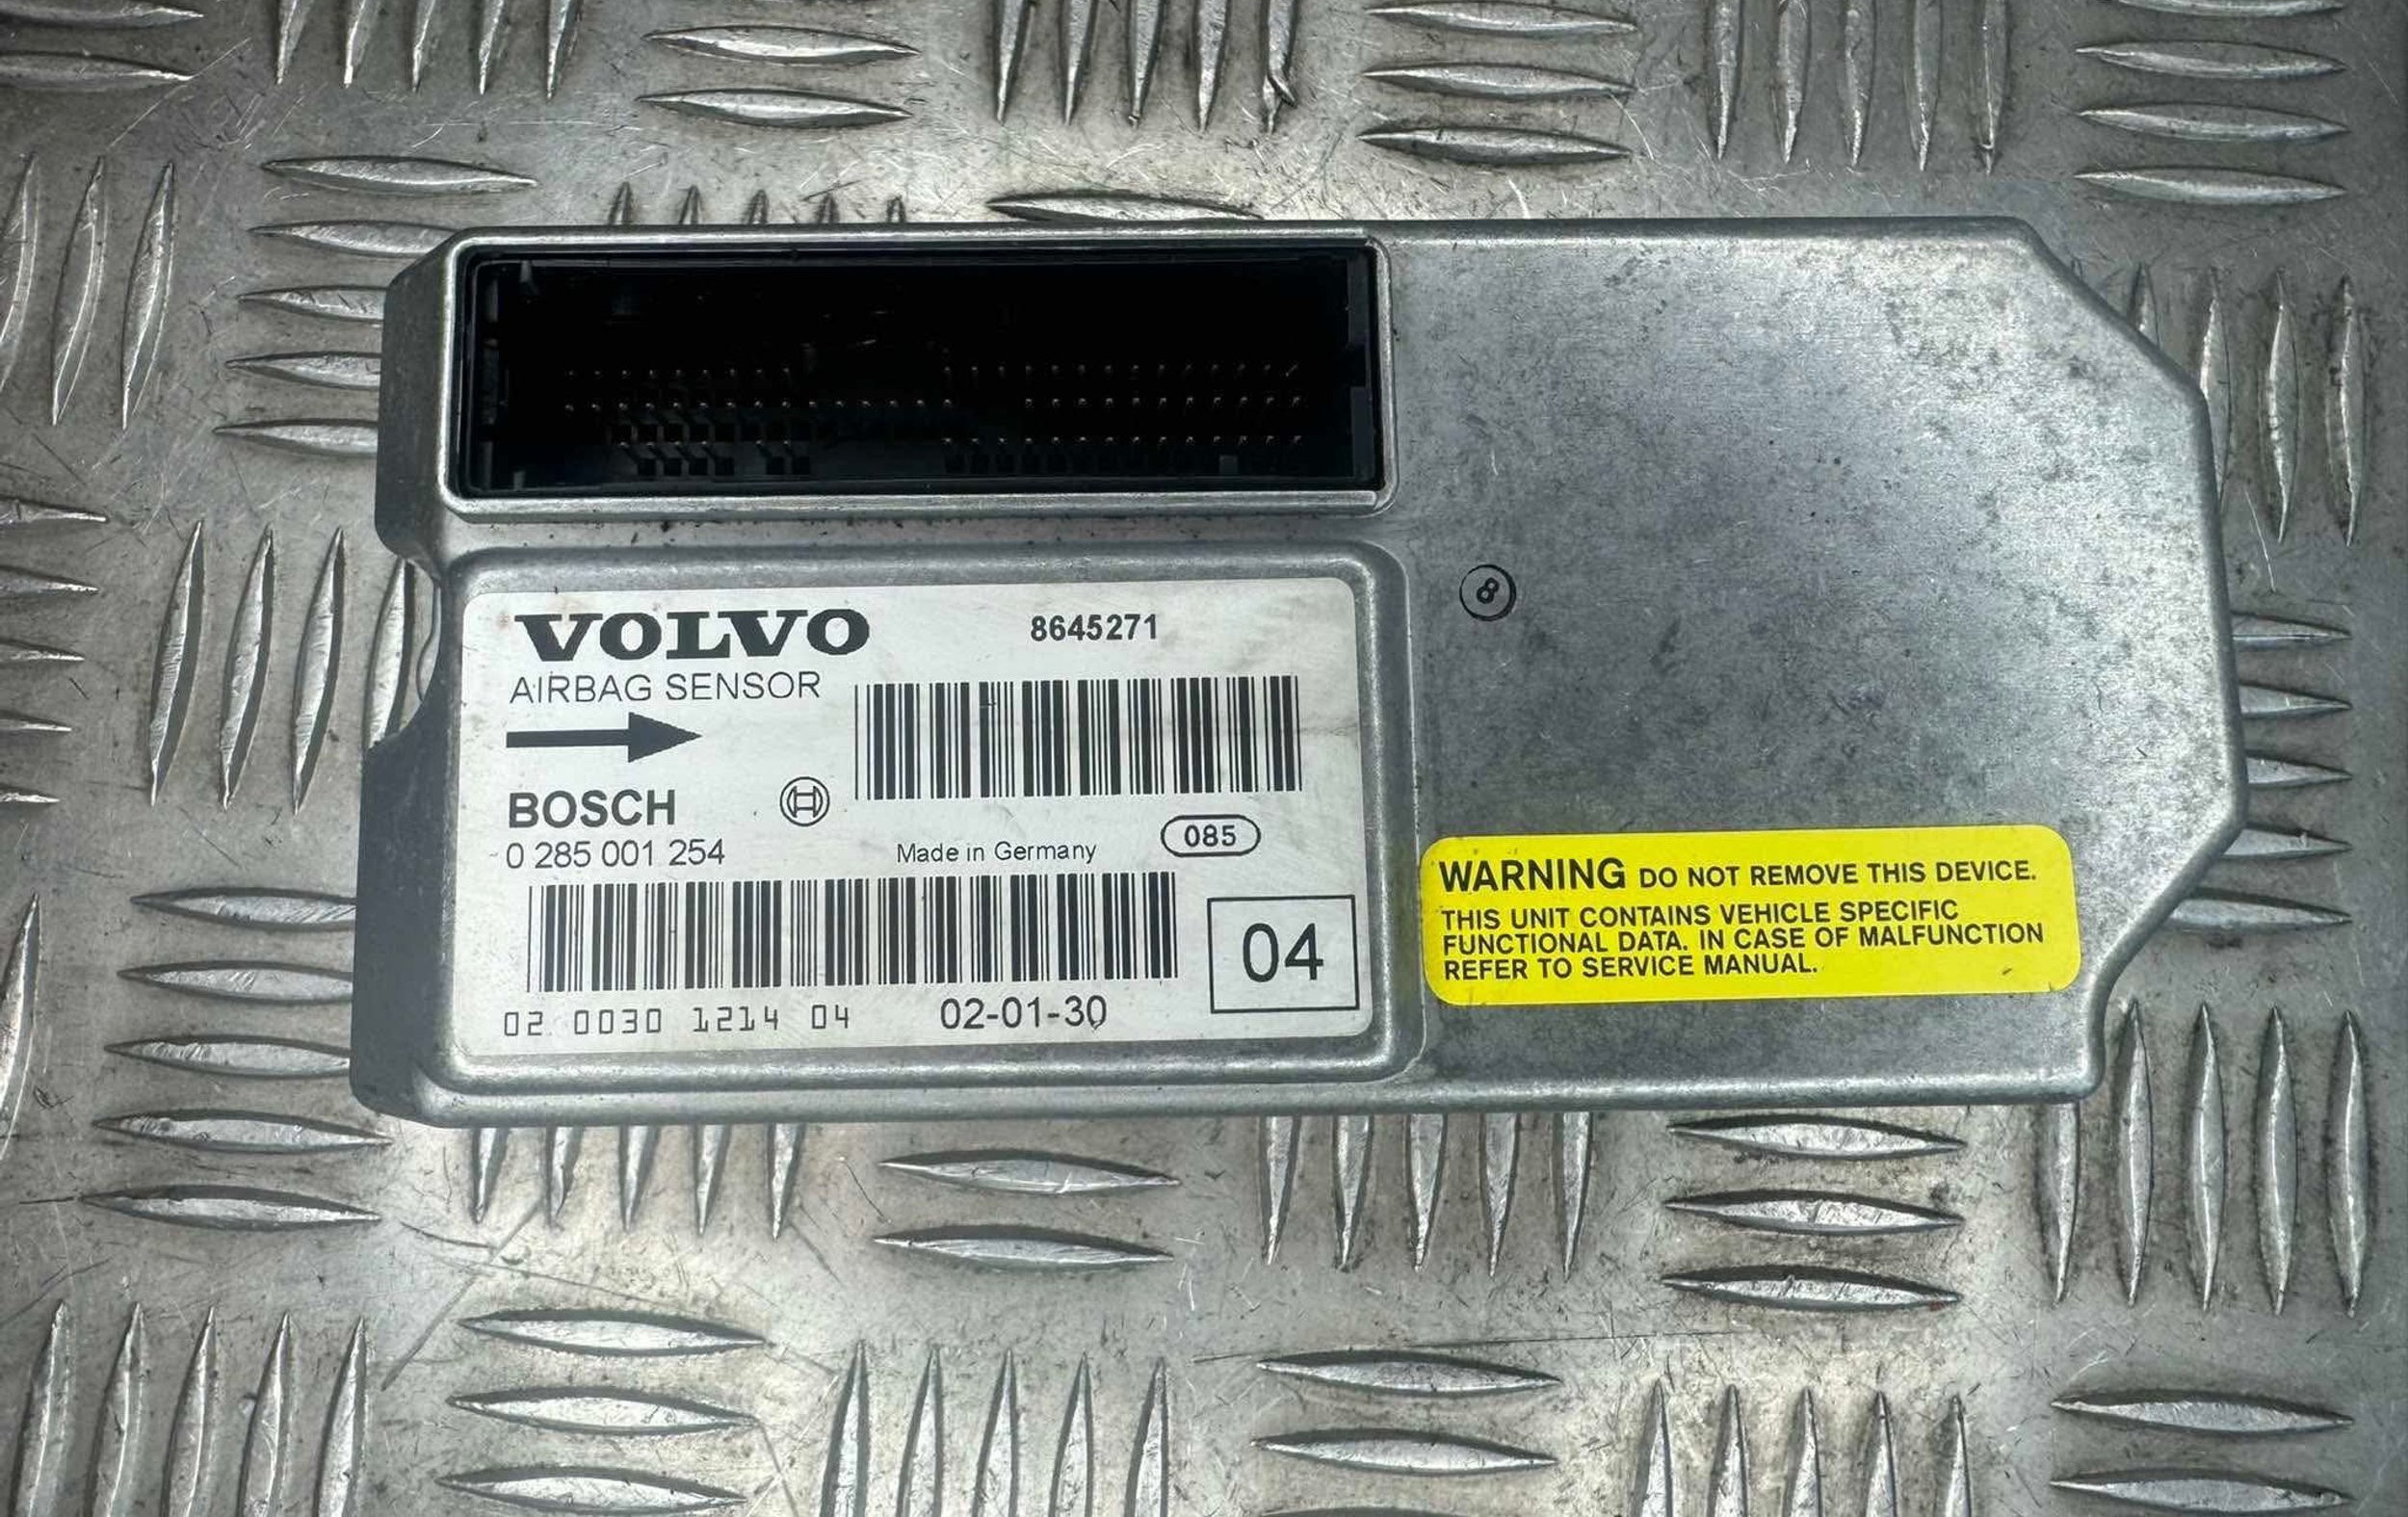 VOLVO 8645271
AIRBAG SENSOR
BOSCH
0 285 001 254
Made in Germany
085
04
02 0030 1214 04 02-01-30
8
WARNING DO NOT REMOVE THIS DEVICE.
THIS UNIT CONTAINS VEHICLE SPECIFIC
FUNCTIONAL DATA. IN CASE OF MALFUNCTION
REFER TO SERVICE MANUAL.